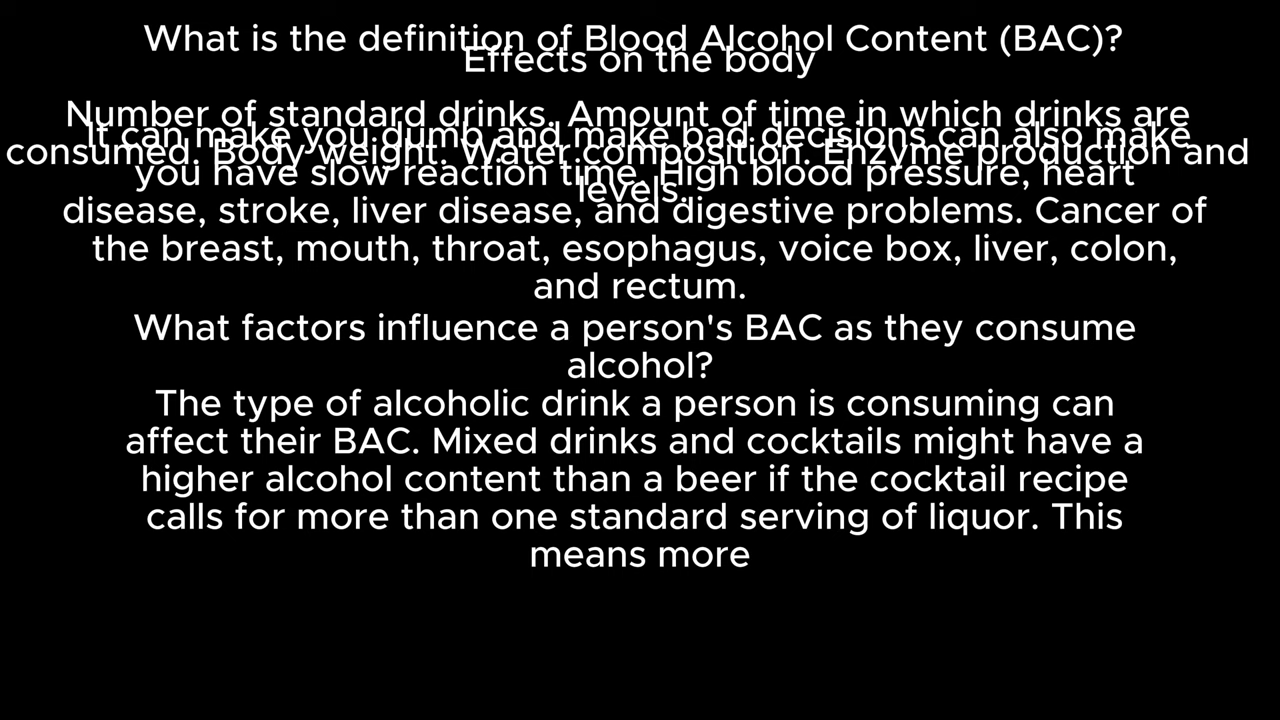 What is the definition of Blood Alcohol Content (BAC)?
Effects on the body
Number of standard drinks. Amount of time in which drinks are
consumed. Body weight. Water composition. Enzyme production and
levels.
It can make you dumb and make bad decisions can also make
you have slow reaction time. High blood pressure, heart
disease, stroke, liver disease, and digestive problems. Cancer of
the breast, mouth, throat, esophagus, voice box, liver, colon,
and rectum.
What factors influence a person's BAC as they consume
alcohol?
The type of alcoholic drink a person is consuming can
affect their BAC. Mixed drinks and cocktails might have a
higher alcohol content than a beer if the cocktail recipe
calls for more than one standard serving of liquor. This
means more